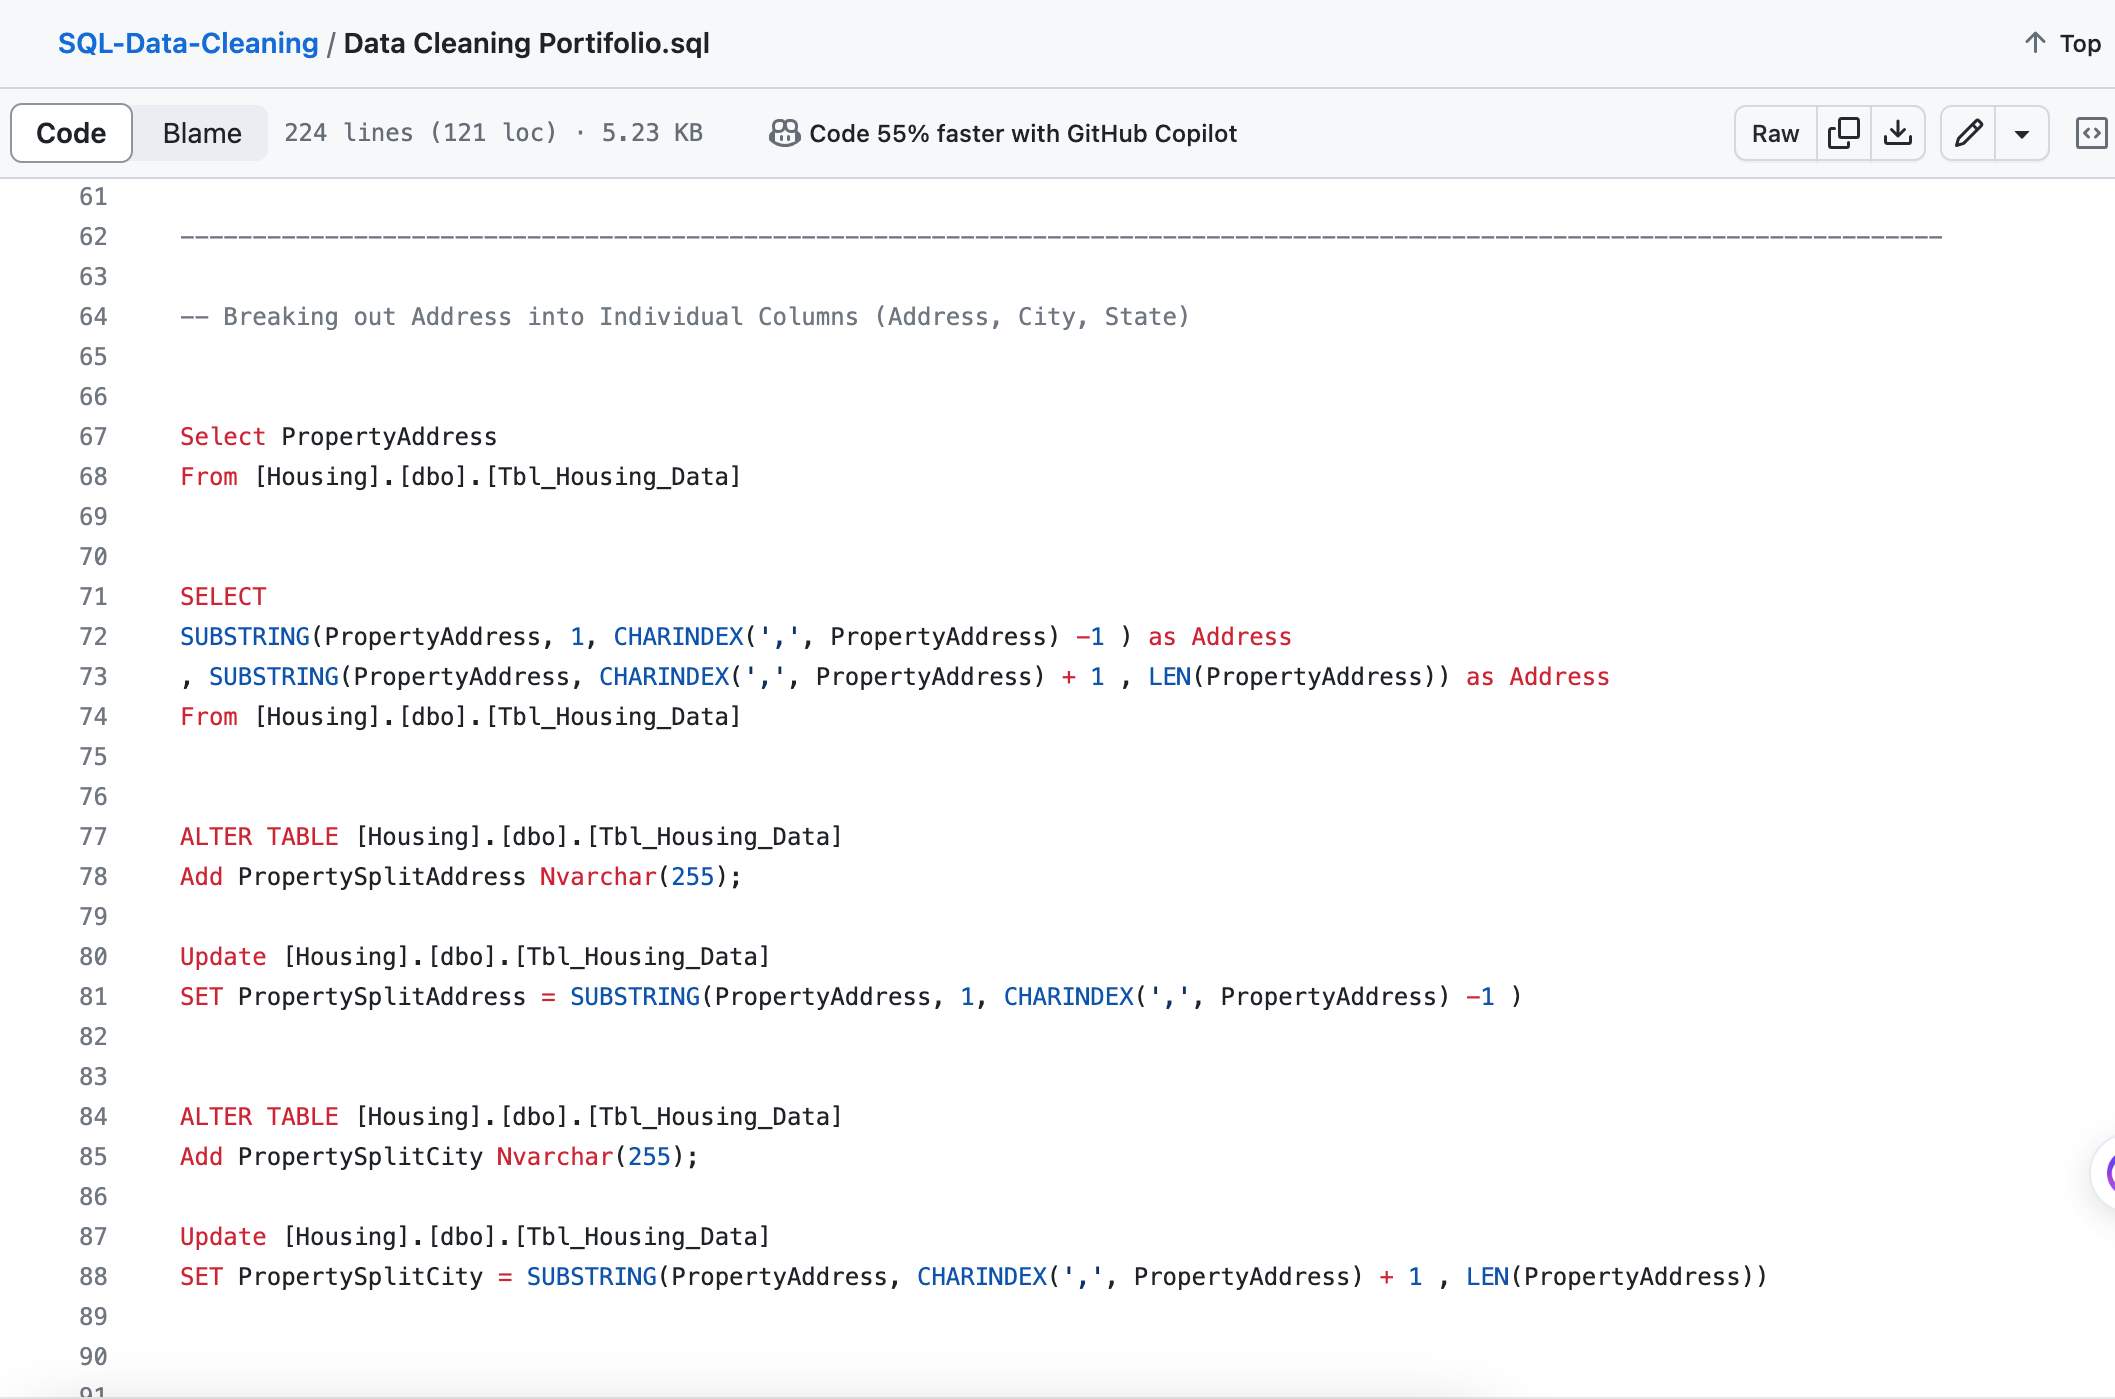 SQL-Data-Cleaning / Data Cleaning Portifolio.sql
Top
Code Blame 224 lines (121 loc) · 5.23 KB Code 55% faster with GitHub Copilot Raw
61
62 --------------------------------------------------------------------------------------------------------------------------
63
64 -- Breaking out Address into Individual Columns (Address, City, State)
65
66
67 Select PropertyAddress
68 From [Housing].[dbo].[Tbl_Housing_Data]
69
70
71 SELECT
72 SUBSTRING(PropertyAddress, 1, CHARINDEX(',', PropertyAddress) -1 ) as Address
73 , SUBSTRING(PropertyAddress, CHARINDEX(',', PropertyAddress) + 1 , LEN(PropertyAddress)) as Address
74 From [Housing].[dbo].[Tbl_Housing_Data]
75
76
77 ALTER TABLE [Housing].[dbo].[Tbl_Housing_Data]
78 Add PropertySplitAddress Nvarchar(255);
79
80 Update [Housing].[dbo].[Tbl_Housing_Data]
81 SET PropertySplitAddress = SUBSTRING(PropertyAddress, 1, CHARINDEX(',', PropertyAddress) -1 )
82
83
84 ALTER TABLE [Housing].[dbo].[Tbl_Housing_Data]
85 Add PropertySplitCity Nvarchar(255);
86
87 Update [Housing].[dbo].[Tbl_Housing_Data]
88 SET PropertySplitCity = SUBSTRING(PropertyAddress, CHARINDEX(',', PropertyAddress) + 1 , LEN(PropertyAddress))
89
90
91